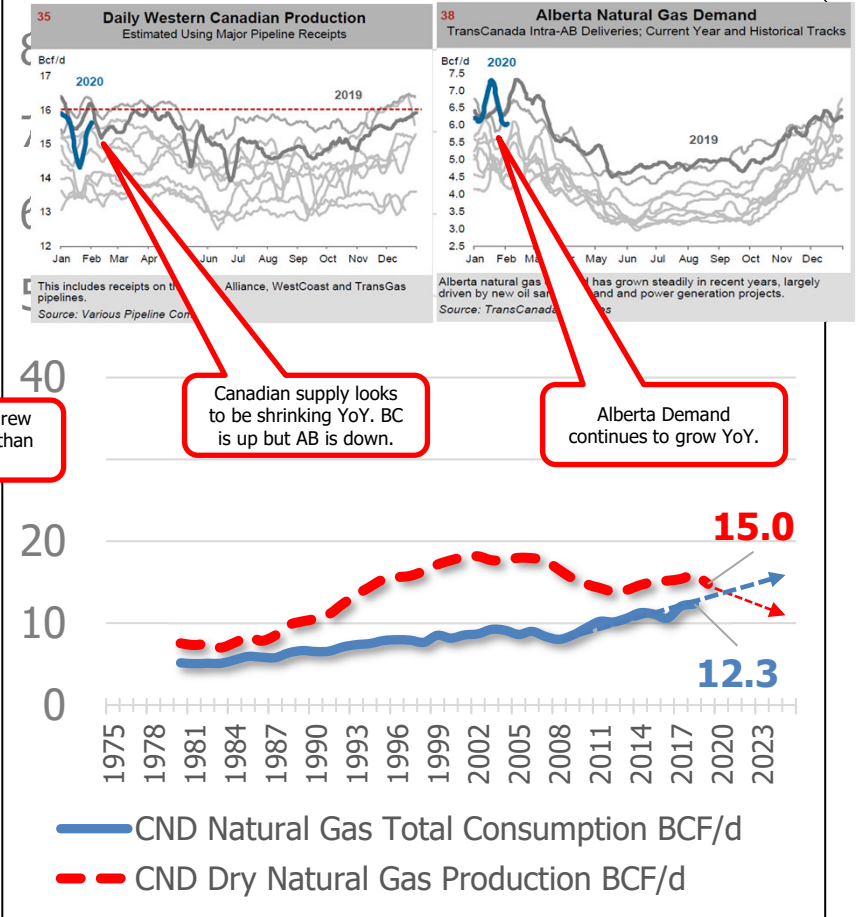 35
Daily Western Canadian Production
Estimated Using Major Pipeline Receipts
Bcf/d
17
16
15
14
13
12
2020
2019
Jan Feb Mar Apr Jun Jul Aug Sep Oct Nov Dec
This includes receipts on Alliance, WestCoast and TransGas
pipelines.
Source: Various Pipeline
38
Alberta Natural Gas Demand
TransCanada Intra-AB Deliveries; Current Year and Historical Tracks
Bcf/d
7.5
7.0
6.5
6.0
5.5
5.0
4.5
4.0
3.5
3.0
2.5
2020
2019
Jan Feb Apr May Jun Jul Aug Sep Oct Nov Dec
Alberta natural gas has grown steadily in recent years, largely
driven by new oil and and power generation projects.
Source: TransCanada
than
Canadian supply looks
to be shrinking YoY. BC
is up but AB is down.
Alberta Demand
continues to grow YoY.
40
20
10
0
15.0
12.3
1975 1978 1981 1984 1987 1990 1993 1996 1999 2002 2005 2008 2011 2014 2017 2020 2023
CND Natural Gas Total Consumption BCF/d
CND Dry Natural Gas Production BCF/d